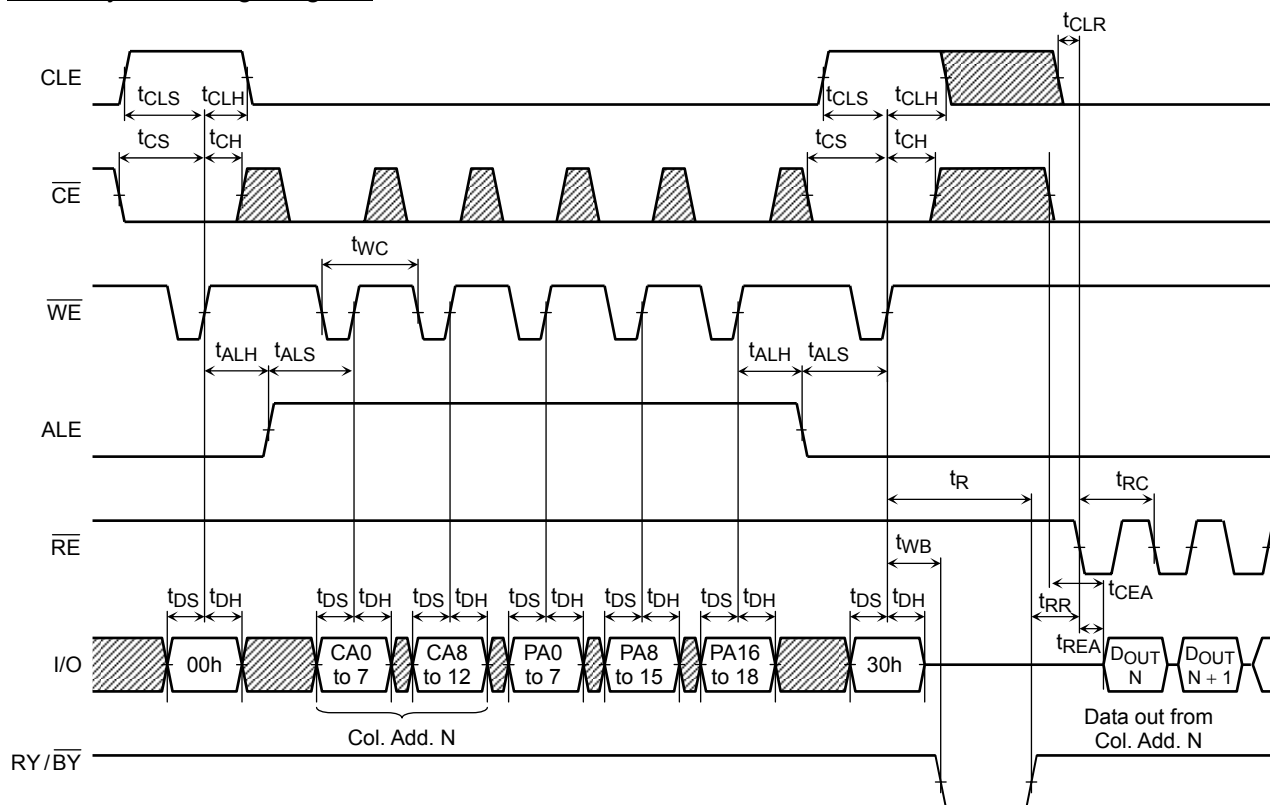 tCLR
CLE
tCLS tCLH tCLS tCLH
tCS tCH tCS tCH
CE
tWC
WE
tALH tALS tALH tALS
ALE
tR tRC
RE
tWB
tCEA
tDS tDH tDS tDH tDS tDH tDS tDH tDS tDH tDS tDH tDS tDH tRR
tREA
I/O 00h CA0 to 7 CA8 to 12 PA0 to 7 PA8 to 15 PA16 to 18 30h DOUT N DOUT N + 1
Col. Add. N
Data out from
Col. Add. N
RY/BY